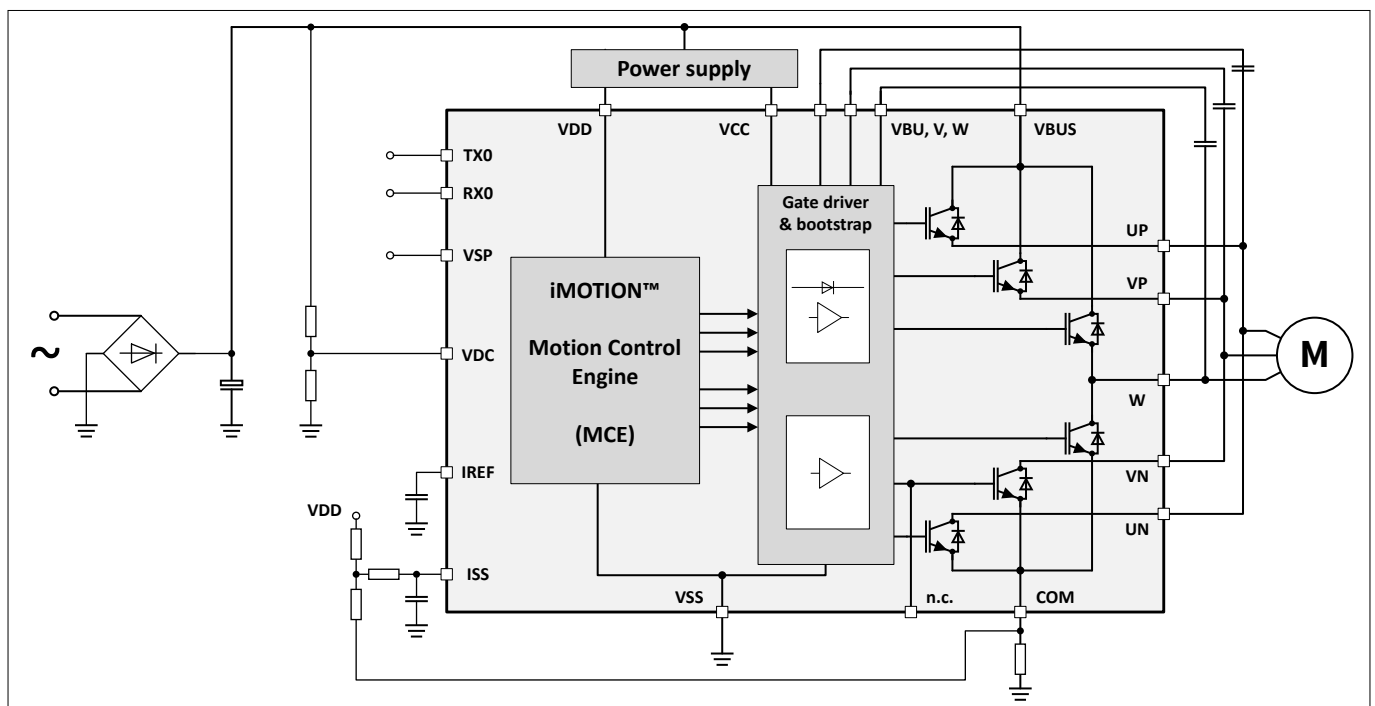 Power supply
VDD
VCC
VBU, V, W
VBUS
TX0
RX0
VSP
Gate driver
& bootstrap
UP
iMOTION™
VP
Motion Control
Engine
(MCE)
~
VDC
M
W
IREF
VN
VDD
UN
ISS
VSS
n.c.
COM